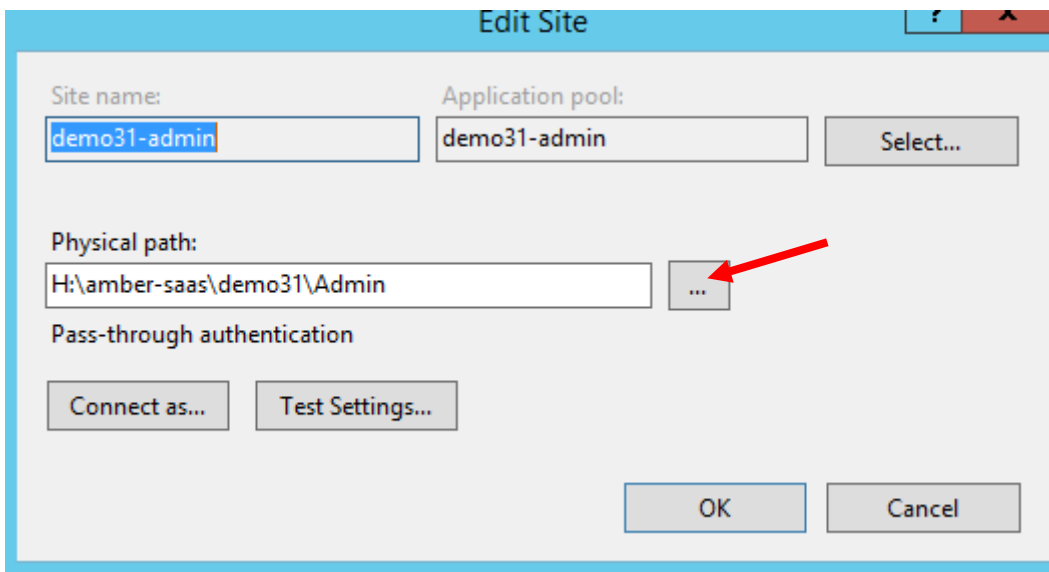 Edit Site
?
x
Site name:
Application pool:
demo31-admin
demo31-admin
Select...
Physical path:
H:\amber-saas\demo31\Admin
...
Pass-through authentication
Connect as...
Test Settings...
OK
Cancel